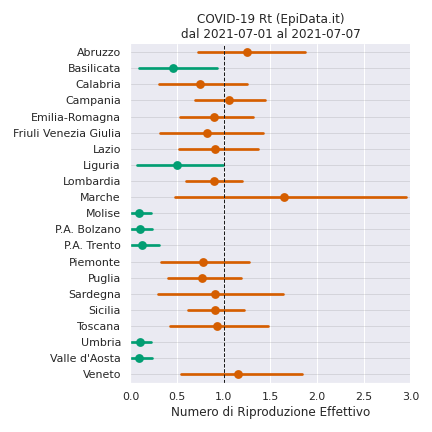 COVID-19 Rt (EpiData.it)
dal 2021-07-01 al 2021-07-07
Abruzzo
Basilicata
Calabria
Campania
Emilia-Romagna
Friuli Venezia Giulia
Lazio
Liguria
Lombardia
Marche
Molise
P.A. Bolzano
P.A. Trento
Piemonte
Puglia
Sardegna
Sicilia
Toscana
Umbria
Valle d'Aosta
Veneto
0.0 0.5 1.0 1.5 2.0 2.5 3.0
Numero di Riproduzione Effettivo